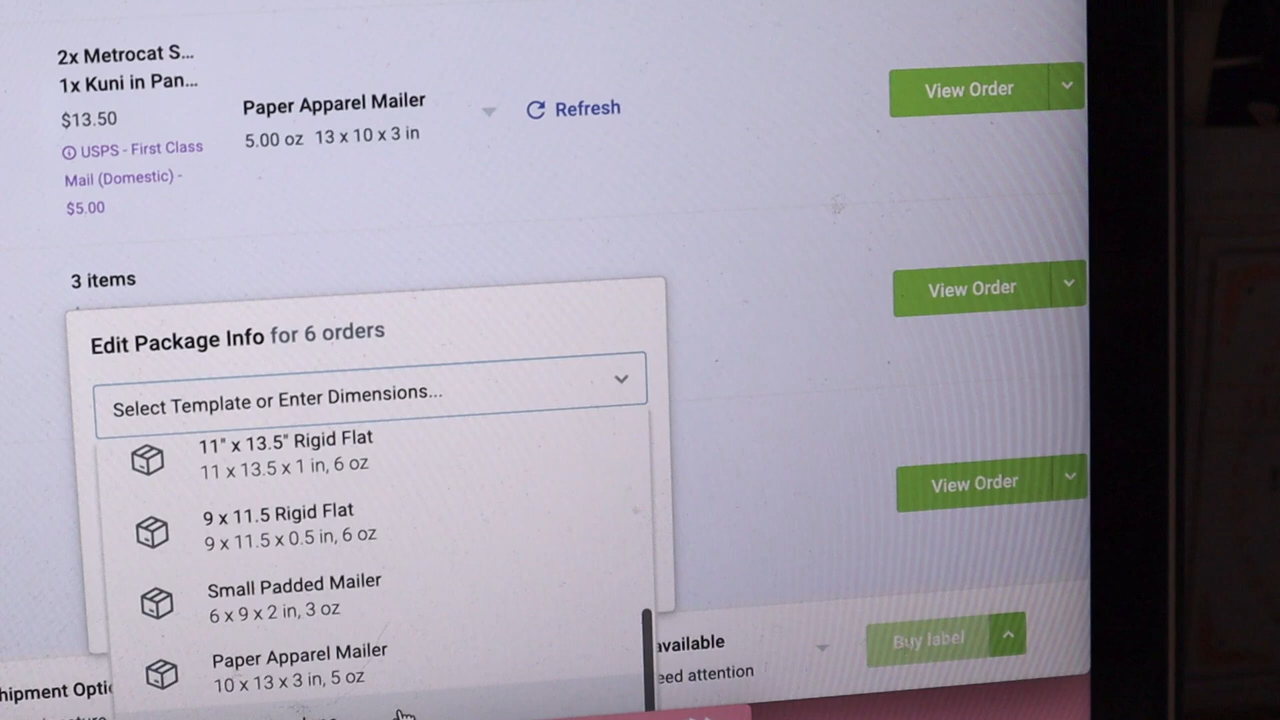 2x Metrocat S...
1x Kuni in Pan...
$13.50
USPS - First Class
Mail (Domestic) -
$5.00
Paper Apparel Mailer
5.00 oz 13 x 10 x 3 in
Refresh
View Order
3 items
View Order
Edit Package Info for 6 orders
Select Template or Enter Dimensions...
11" x 13.5" Rigid Flat
11 x 13.5 x 1 in, 6 oz
9 x 11.5 Rigid Flat
9 x 11.5 x 0.5 in, 6 oz
Small Padded Mailer
6 x 9 x 2 in, 3 oz
Paper Apparel Mailer
10 x 13 x 3 in, 5 oz
View Order
hipment Opti
available
eed attention
Buy label